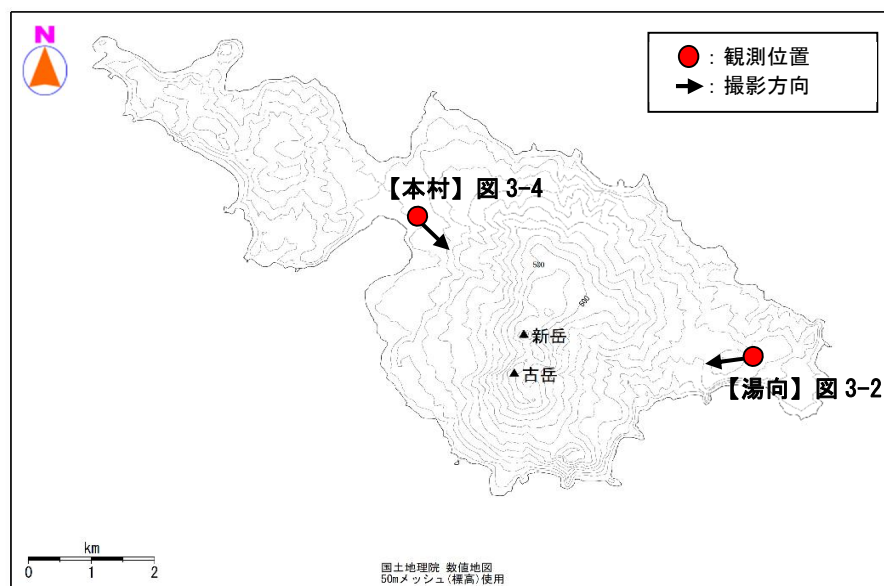 N
：観測位置
：撮影方向
【本村】図 3-4
500
500
▲新岳
▲古岳
【湯向】図 3-2
km
0 1 2
国土地理院 数値地図
50mメッシュ(標高)使用